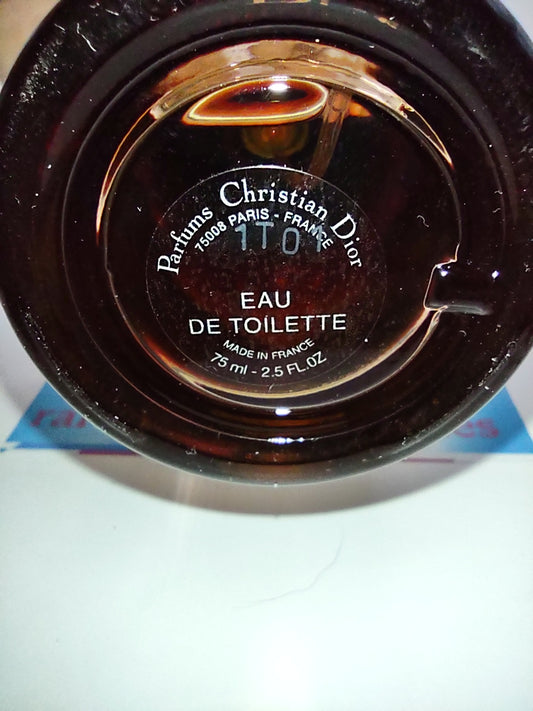 Parfums Christian Dior
75008 PARIS - FRANCE
1T01
EAU
DE TOILETTE
MADE IN FRANCE
75 ml - 2.5 FL.OZ